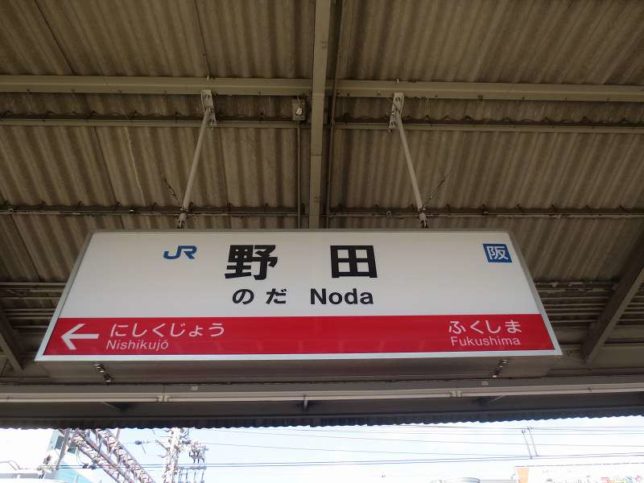 JR 野田 阪
のだ Noda
← にしくじょう ふくしま
Nishikujō Fukushima